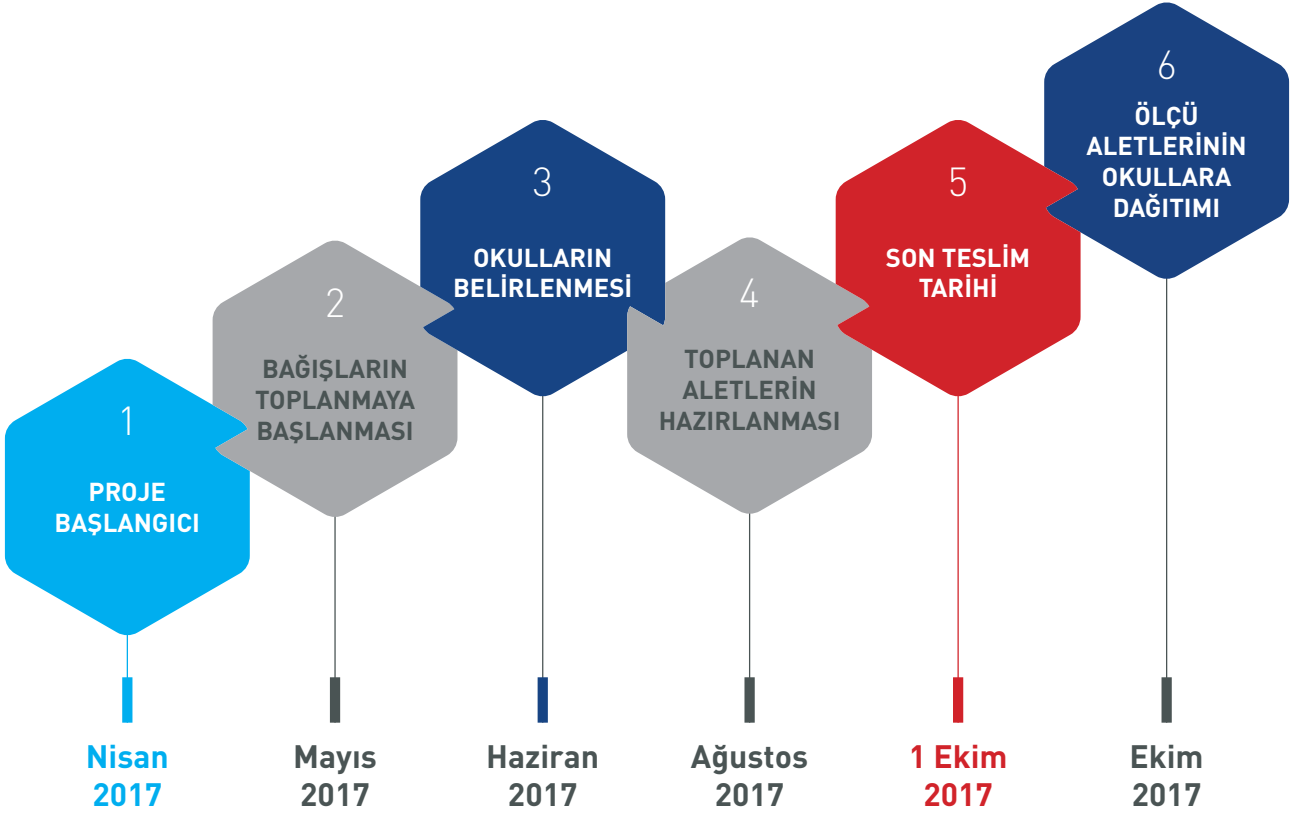 1
PROJE
BAŞLANGICI
2
BAĞIŞLARIN
TOPLANMAYA
BAŞLANMASI
3
OKULLARIN
BELİRLENMESİ
4
TOPLANAN
ALETLERİN
HAZIRLANMASI
5
SON TESLİM
TARİHİ
6
ÖLÇÜ
ALETLERİNİN
OKULLARA
DAĞITIMI
Nisan
2017
Mayıs
2017
Haziran
2017
Ağustos
2017
1 Ekim
2017
Ekim
2017